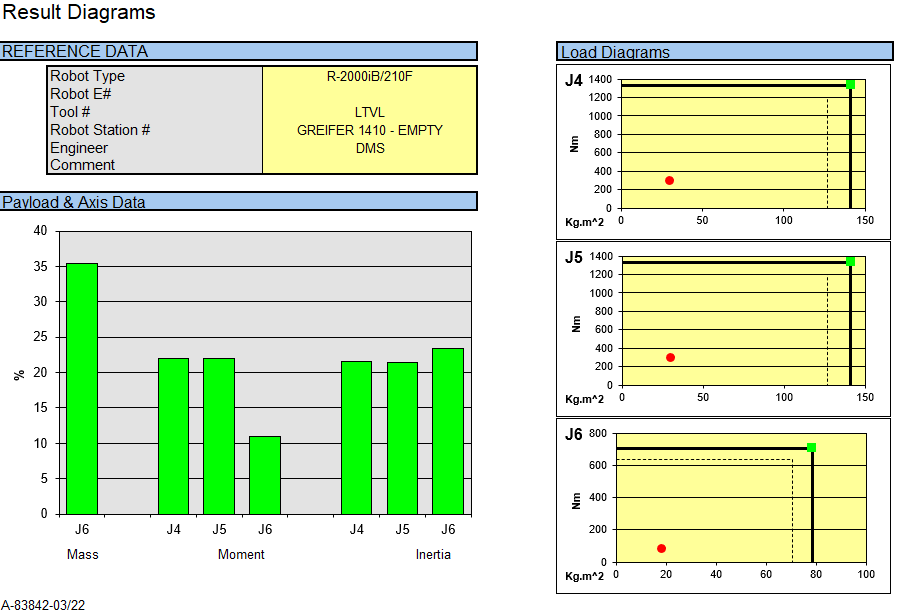 Result Diagrams
REFERENCE DATA
Robot Type R-2000iB/210F
Robot E#
Tool # LTVL
Robot Station # GREIFER 1410 - EMPTY
Engineer DMS
Comment
Payload & Axis Data
40
35
30
25
20
15
10
5
0
%
J6 J4 J5 J6 J4 J5 J6
Mass Moment Inertia
Load Diagrams
J4
1400
1200
1000
800
600
400
200
0
Nm
Kg.m^2 0 50 100 150
J5
1400
1200
1000
800
600
400
200
0
Nm
Kg.m^2 0 50 100 150
J6
800
600
400
200
0
Nm
Kg.m^2 0 20 40 60 80 100
A-83842-03/22